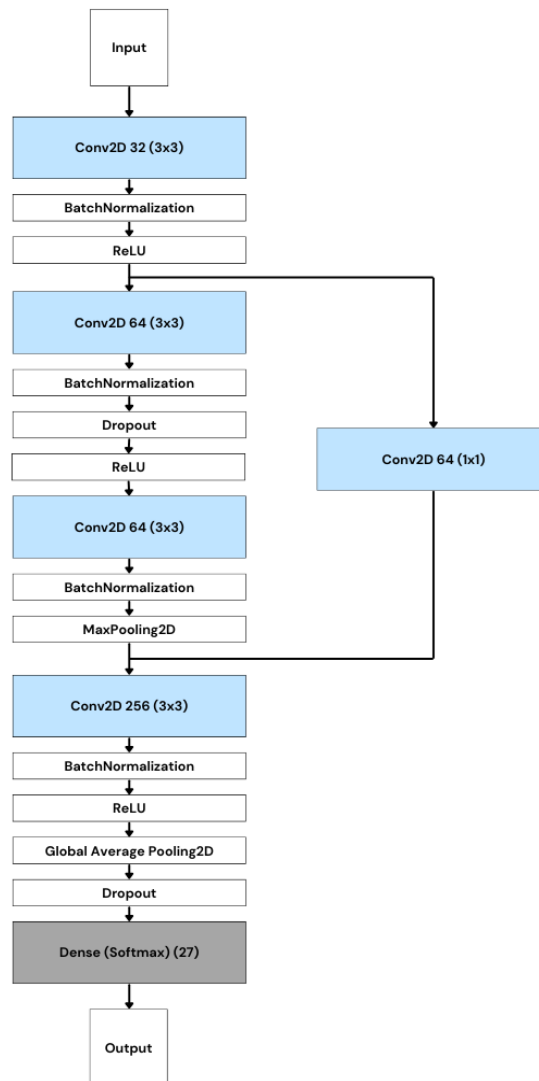 Input
Conv2D 32 (3x3)
BatchNormalization
ReLU
Conv2D 64 (3x3)
BatchNormalization
Dropout
ReLU
Conv2D 64 (1x1)
Conv2D 64 (3x3)
BatchNormalization
MaxPooling2D
Conv2D 256 (3x3)
BatchNormalization
ReLU
Global Average Pooling2D
Dropout
Dense (Softmax) (27)
Output